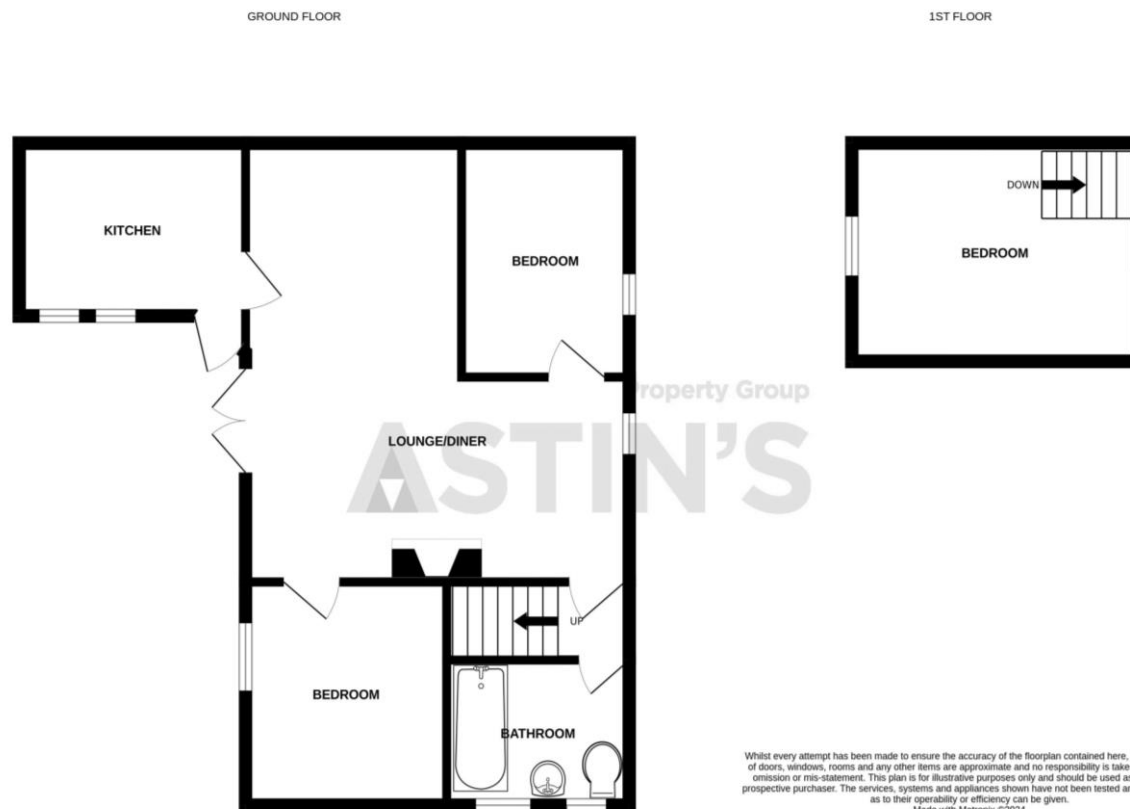 GROUND FLOOR
1ST FLOOR
KITCHEN
BEDROOM
DOWN
BEDROOM
Property Group
LOUNGE/DINER
ASTIN'S
UP
BEDROOM
BATHROOM
Whilst every attempt has been made to ensure the accuracy of the floorplan contained here,
of doors, windows, rooms and any other items are approximate and no responsibility is take
omission or mis-statement. This plan is for illustrative purposes only and should be used as
prospective purchaser. The services, systems and appliances shown have not been tested an
as to their operability or efficiency can be given.
Made with Metropix ©2024